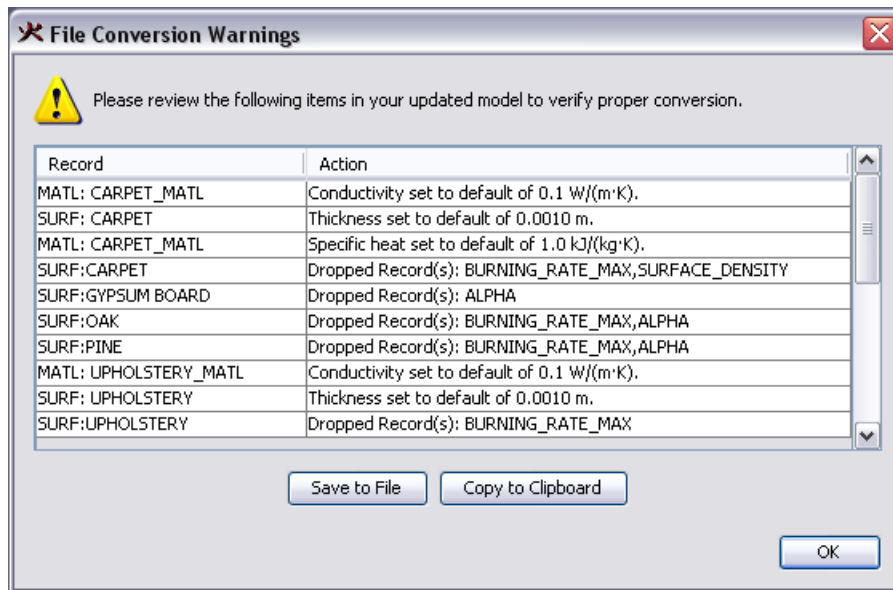 File Conversion Warnings
Please review the following items in your updated model to verify proper conversion.
Record Action
MATL: CARPET_MATL Conductivity set to default of 0.1 W/(m·K).
SURF: CARPET Thickness set to default of 0.0010 m.
MATL: CARPET_MATL Specific heat set to default of 1.0 kJ/(kg·K).
SURF:CARPET Dropped Record(s): BURNING_RATE_MAX,SURFACE_DENSITY
SURF:GYPSUM BOARD Dropped Record(s): ALPHA
SURF:OAK Dropped Record(s): BURNING_RATE_MAX,ALPHA
SURF:PINE Dropped Record(s): BURNING_RATE_MAX,ALPHA
MATL: UPHOLSTERY_MATL Conductivity set to default of 0.1 W/(m·K).
SURF: UPHOLSTERY Thickness set to default of 0.0010 m.
SURF:UPHOLSTERY Dropped Record(s): BURNING_RATE_MAX
Save to File Copy to Clipboard
OK